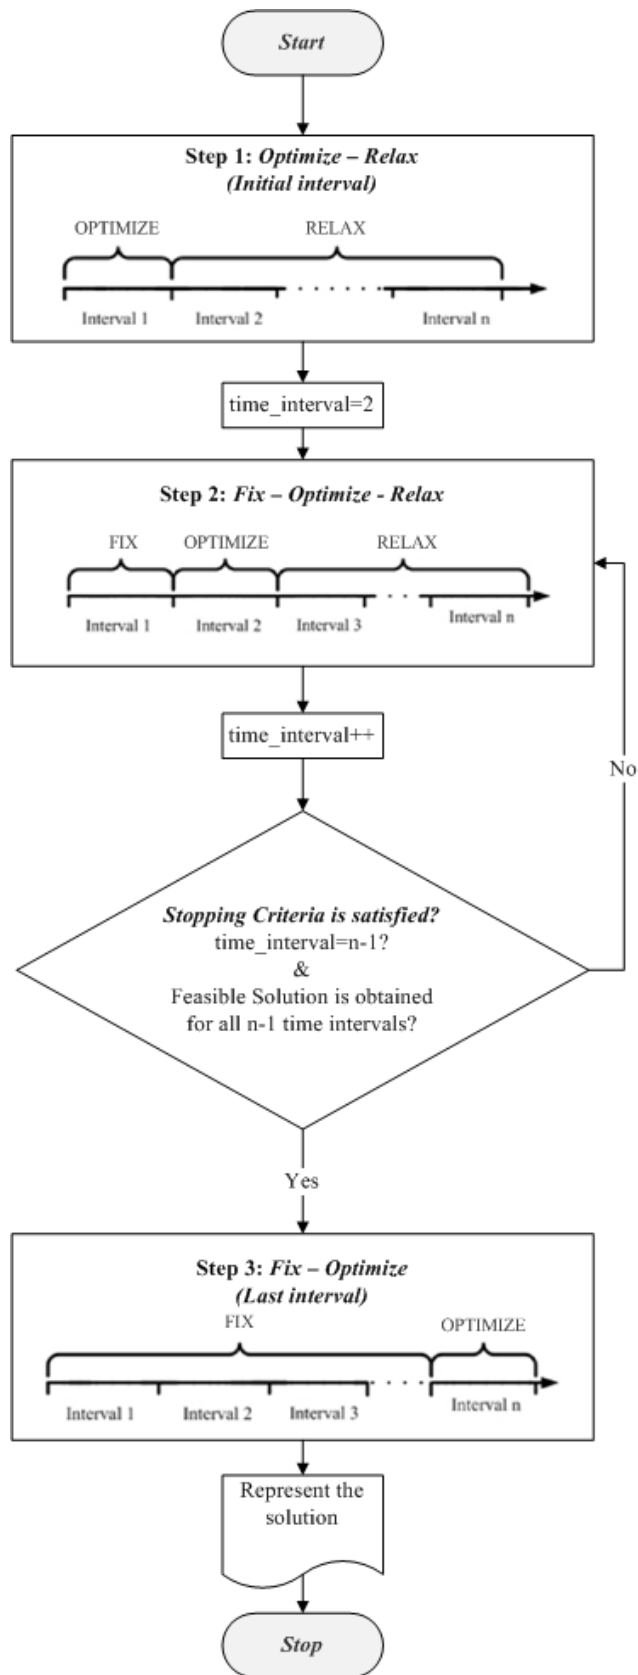 Start
Step 1: Optimize – Relax
(Initial interval)
OPTIMIZE RELAX
Interval 1 Interval 2 Interval n
time_interval=2
Step 2: Fix – Optimize - Relax
FIX OPTIMIZE RELAX
Interval 1 Interval 2 Interval 3 Interval n
time_interval++
No
Stopping Criteria is satisfied?
time_interval=n-1?
&
Feasible Solution is obtained
for all n-1 time intervals?
Yes
Step 3: Fix – Optimize
(Last interval)
FIX OPTIMIZE
Interval 1 Interval 2 Interval 3 Interval n
Represent the
solution
Stop